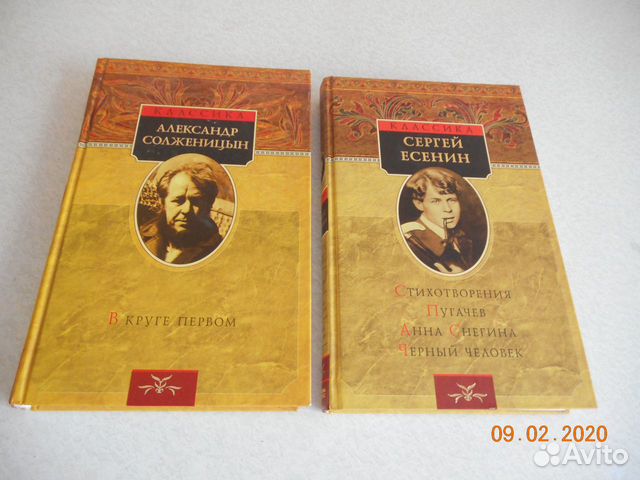 КЛАССИКА
АЛЕКСАНДР
СОЛЖЕНИЦЫН
В КРУГЕ ПЕРВОМ
КЛАССИКА
СЕРГЕЙ
ЕСЕНИН
СТИХОТВОРЕНИЯ
ПУГАЧЕВ
АННА СНЕГИНА
ЧЕРНЫЙ ЧЕЛОВЕК
09.02.2020
Avito